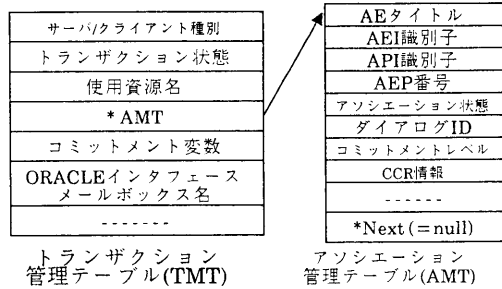 サーバ/クライアント種別
トランザクション状態
使用資源名
*AMT
コミットメント変数
ORACLEインタフェース
メールボックス名
-------
トランザクション
管理テーブル(TMT)
AEタイトル
AEI識別子
API識別子
AEP番号
アソシエーション状態
ダイアログID
コミットメントレベル
CCR情報
------
*Next(=null)
アソシエーション
管理テーブル(AMT)